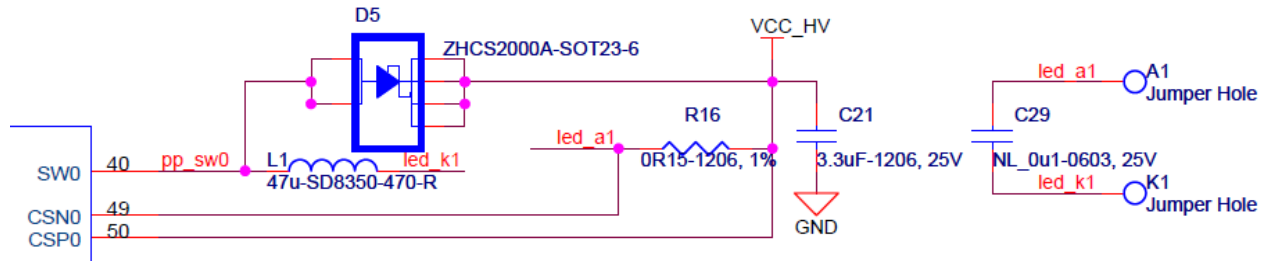 D5
ZHCS2000A-SOT23-6
VCC_HV
led_a1
A1
Jumper Hole
C21
C29
R16
led_a1
0R15-1206, 1%
3.3uF-1206, 25V
NL_0u1-0603, 25V
SW0
40
pp_sw0
L1
led_k1
47u-SD8350-470-R
led_k1
K1
Jumper Hole
CSN0
49
GND
CSP0
50